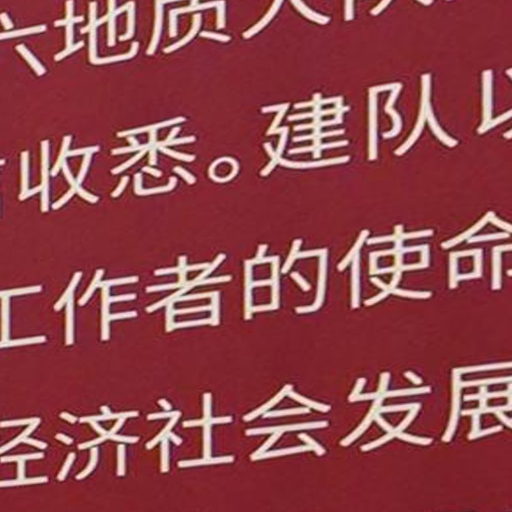 六地质大队
收悉。建队以
工作者的使命
经济社会发展